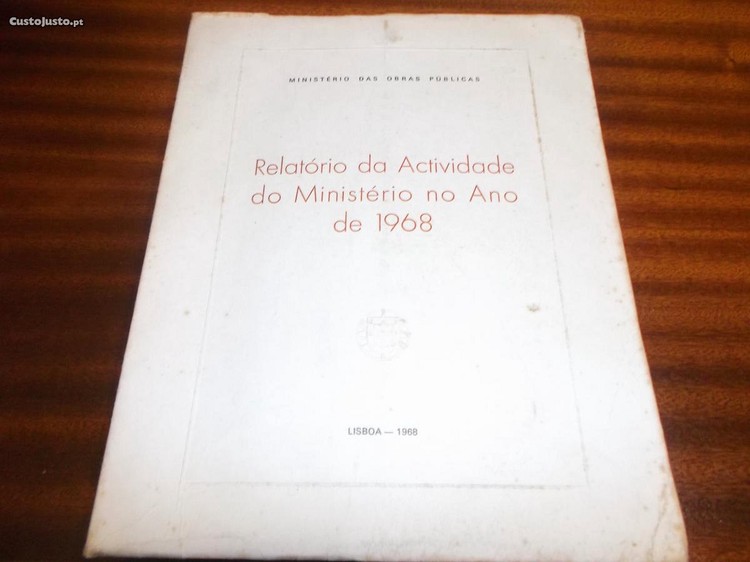 CustoJusto.pt
MINISTÉRIO DAS OBRAS PÚBLICAS
Relatório da Actividade
do Ministério no Ano
de 1968
LISBOA — 1968